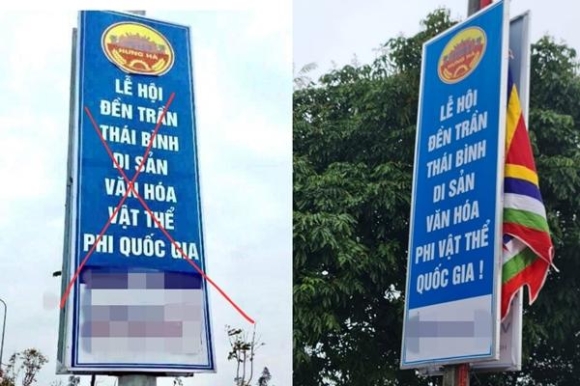 HƯNG HÀ
LỄ HỘI
ĐỀN TRẦN
THÁI BÌNH
DI SẢN
VĂN HÓA
VẬT THỂ
PHI QUỐC GIA
HƯNG HÀ
LỄ HỘI
ĐỀN TRẦN
THÁI BÌNH
DI SẢN
VĂN HÓA
PHI VẬT THỂ
QUỐC GIA !